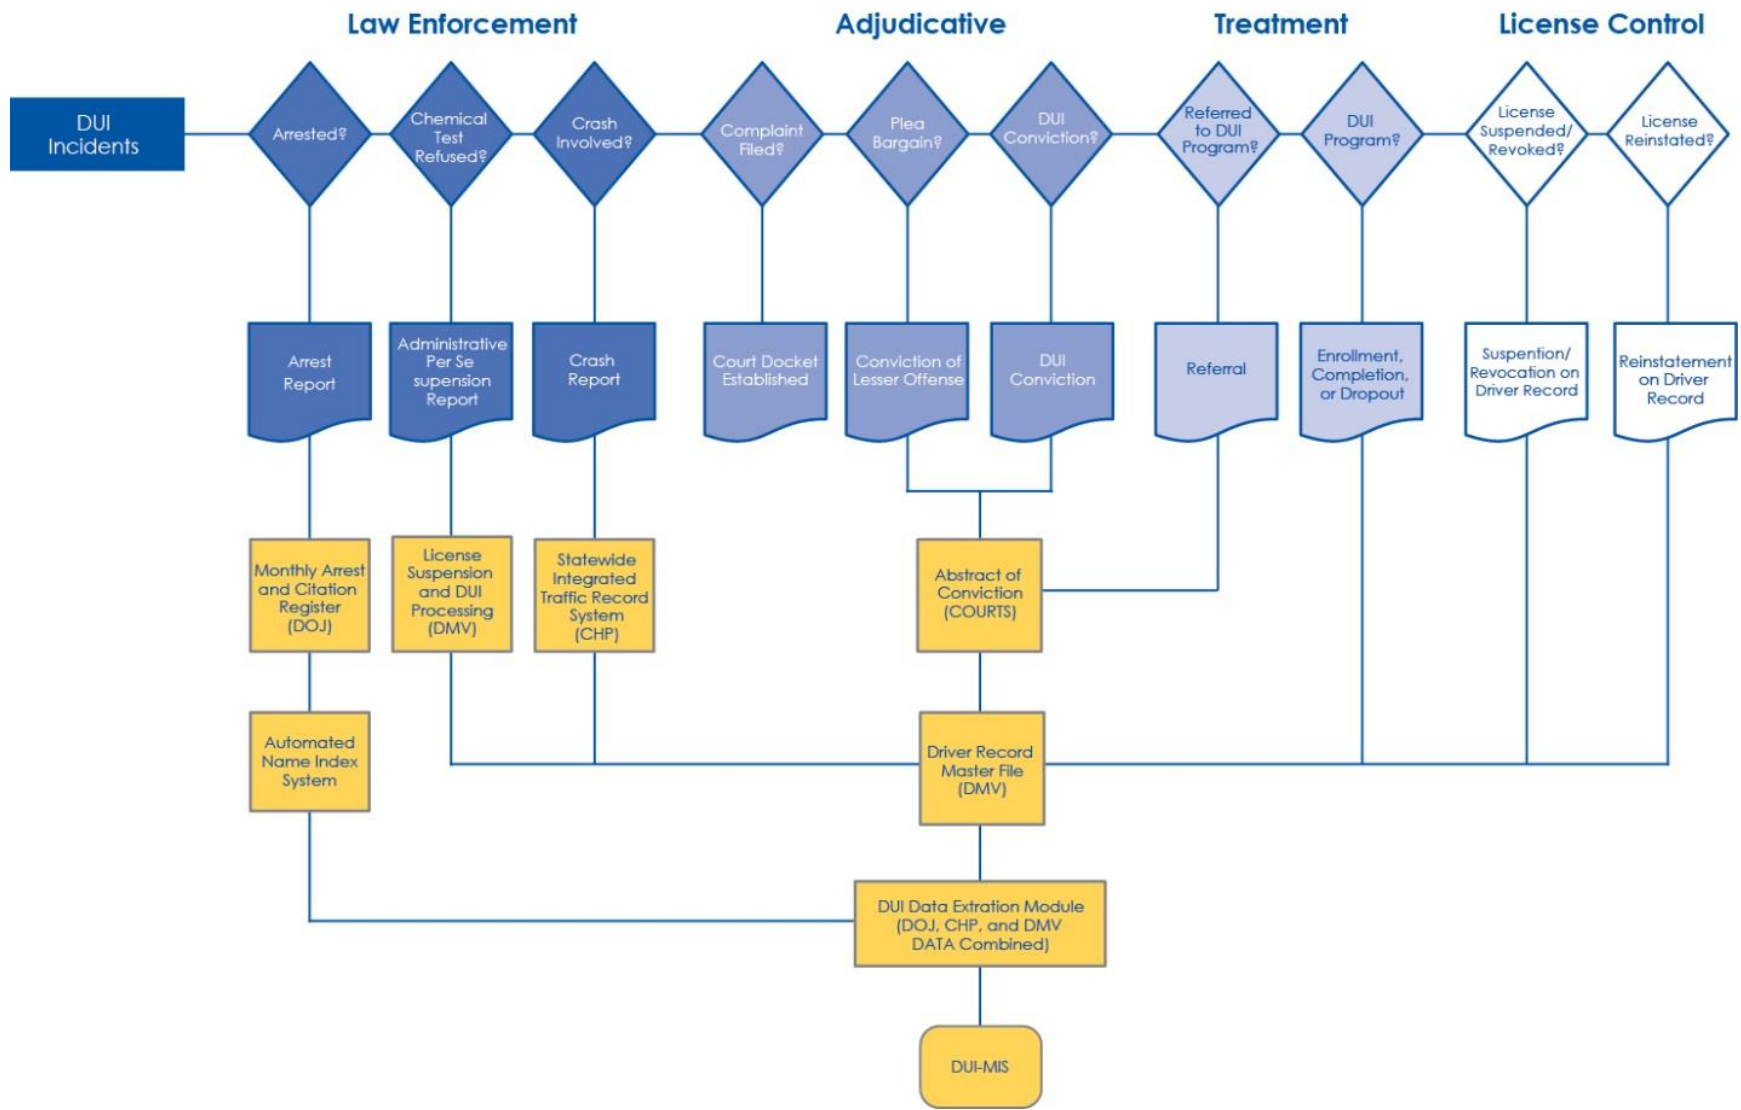 Law Enforcement
Adjudicative
Treatment
License Control
DUI
Incidents
Arrested?
Chemical
Test
Refused?
Crash
Involved?
Complaint
Filed?
Plea
Bargain?
DUI
Conviction?
Referred
to DUI
Program?
DUI
Program?
License
Suspended/
Revoked?
License
Reinstated?
Arrest
Report
Administrative
Per Se
supension
Report
Crash
Report
Court Docket
Established
Conviction of
Lesser Offense
DUI
Conviction
Referral
Enrollment,
Completion,
or Dropout
Suspention/
Revocation on
Driver Record
Reinstatement
on Driver
Record
Monthly Arrest
and Citation
Register
(DOJ)
License
Suspension
and DUI
Processing
(DMV)
Statewide
Integrated
Traffic Record
System
(CHP)
Abstract of
Conviction
(COURTS)
Automated
Name Index
System
Driver Record
Master File
(DMV)
DUI Data Extration Module
(DOJ, CHP, and DMV
DATA Combined)
DUI-MIS